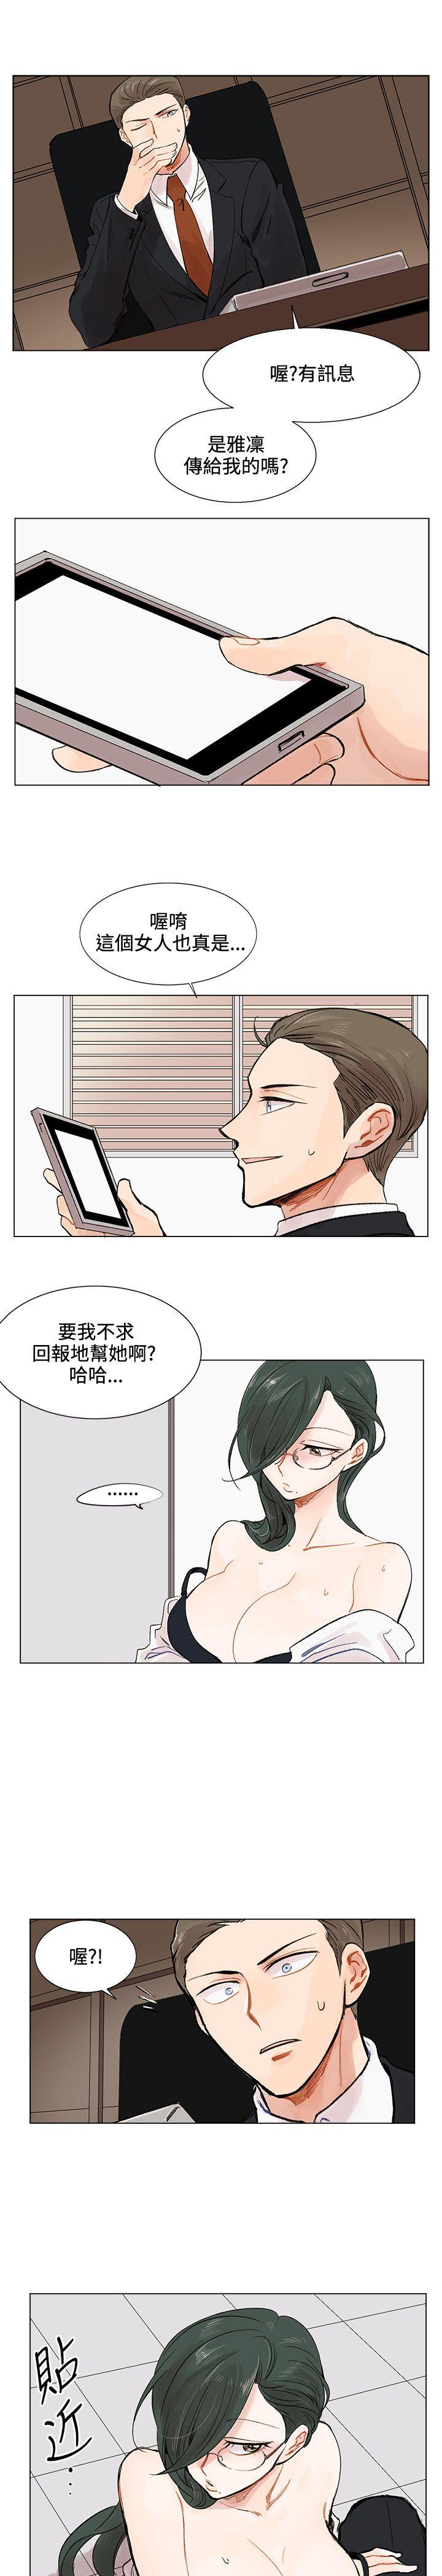 喔?有訊息
是雅凜
傳給我的嗎?
喔唷
這個女人也真是...
要我不求
回報地幫她啊?
哈哈...
......
喔?!
貼近...